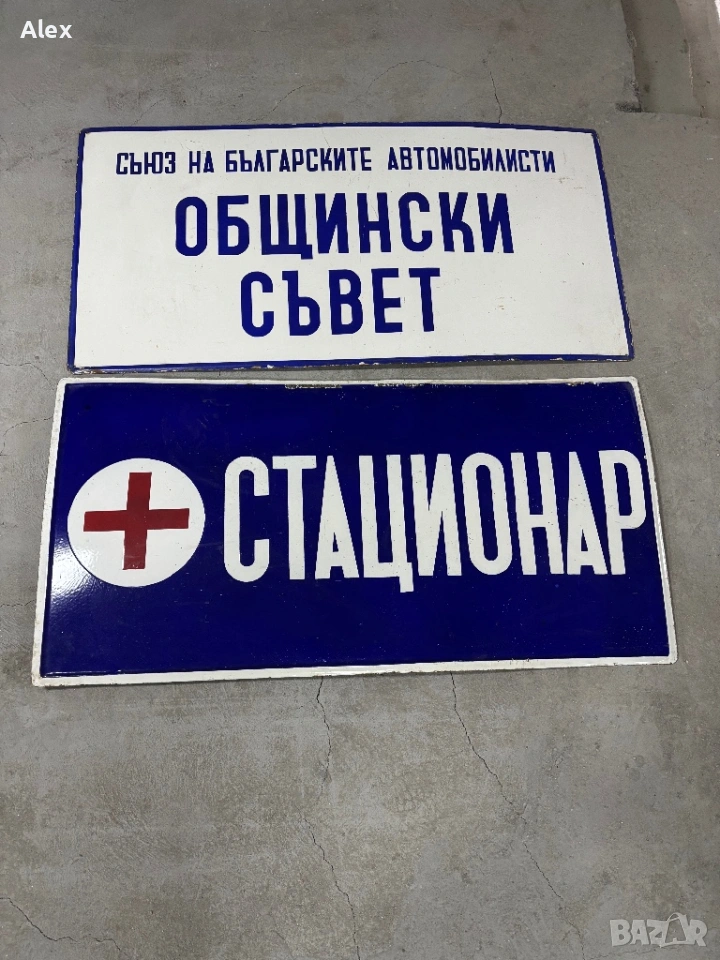 Alex
СЪЮЗ НА БЪЛГАРСКИТЕ АВТОМОБИЛИСТИ
ОБЩИНСКИ
СЪВЕТ
СТАЦИОНАР
BAZAR